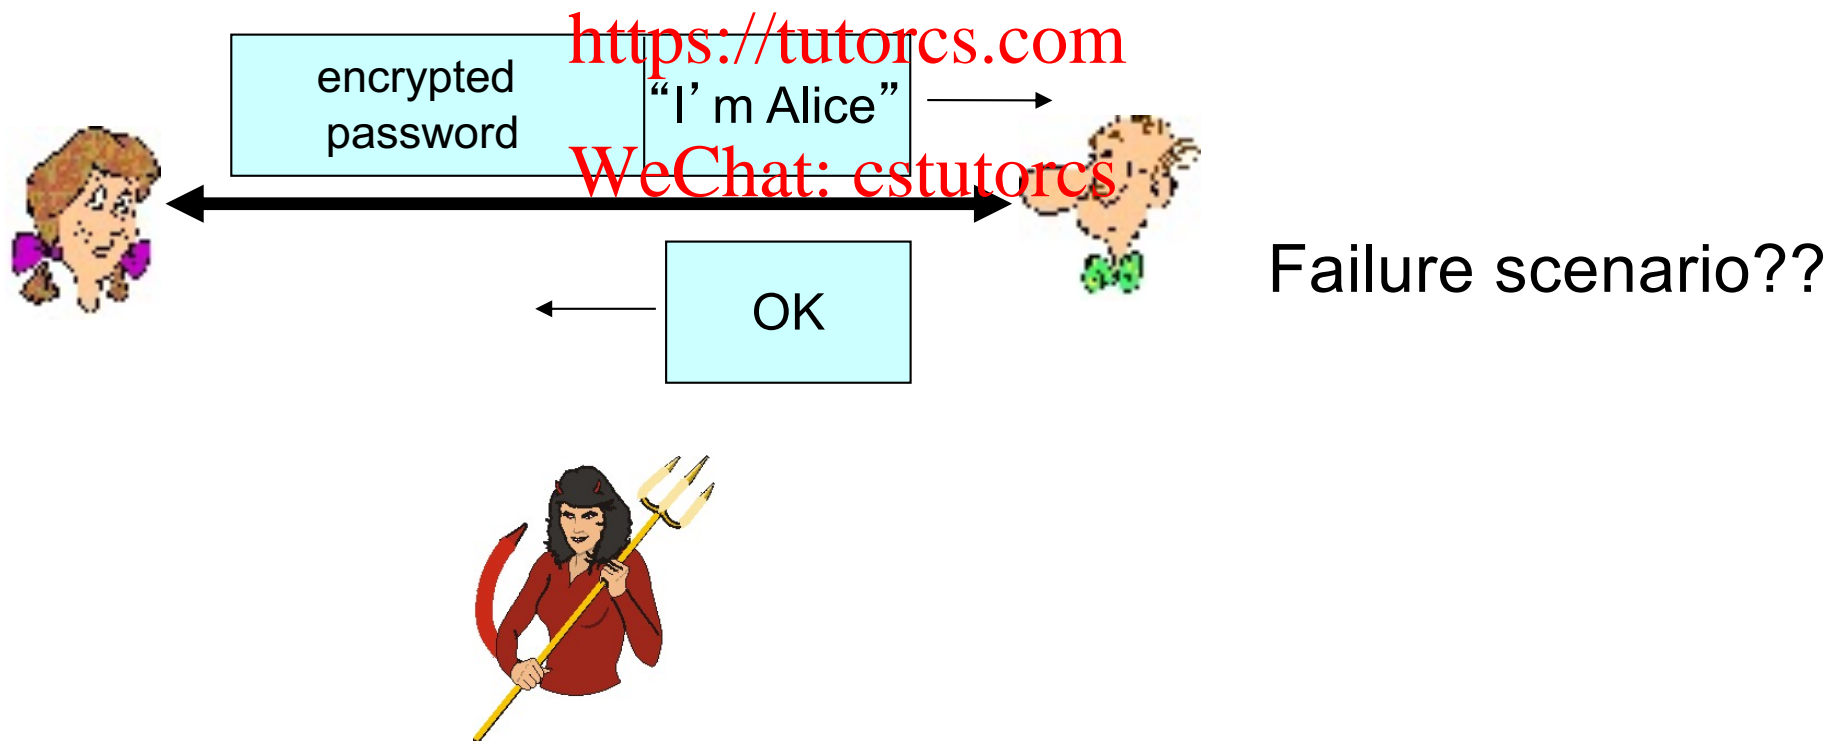 https://tutorcs.com
encrypted
password
“I’ m Alice”
WeChat: cstutorcs
OK
Failure scenario??